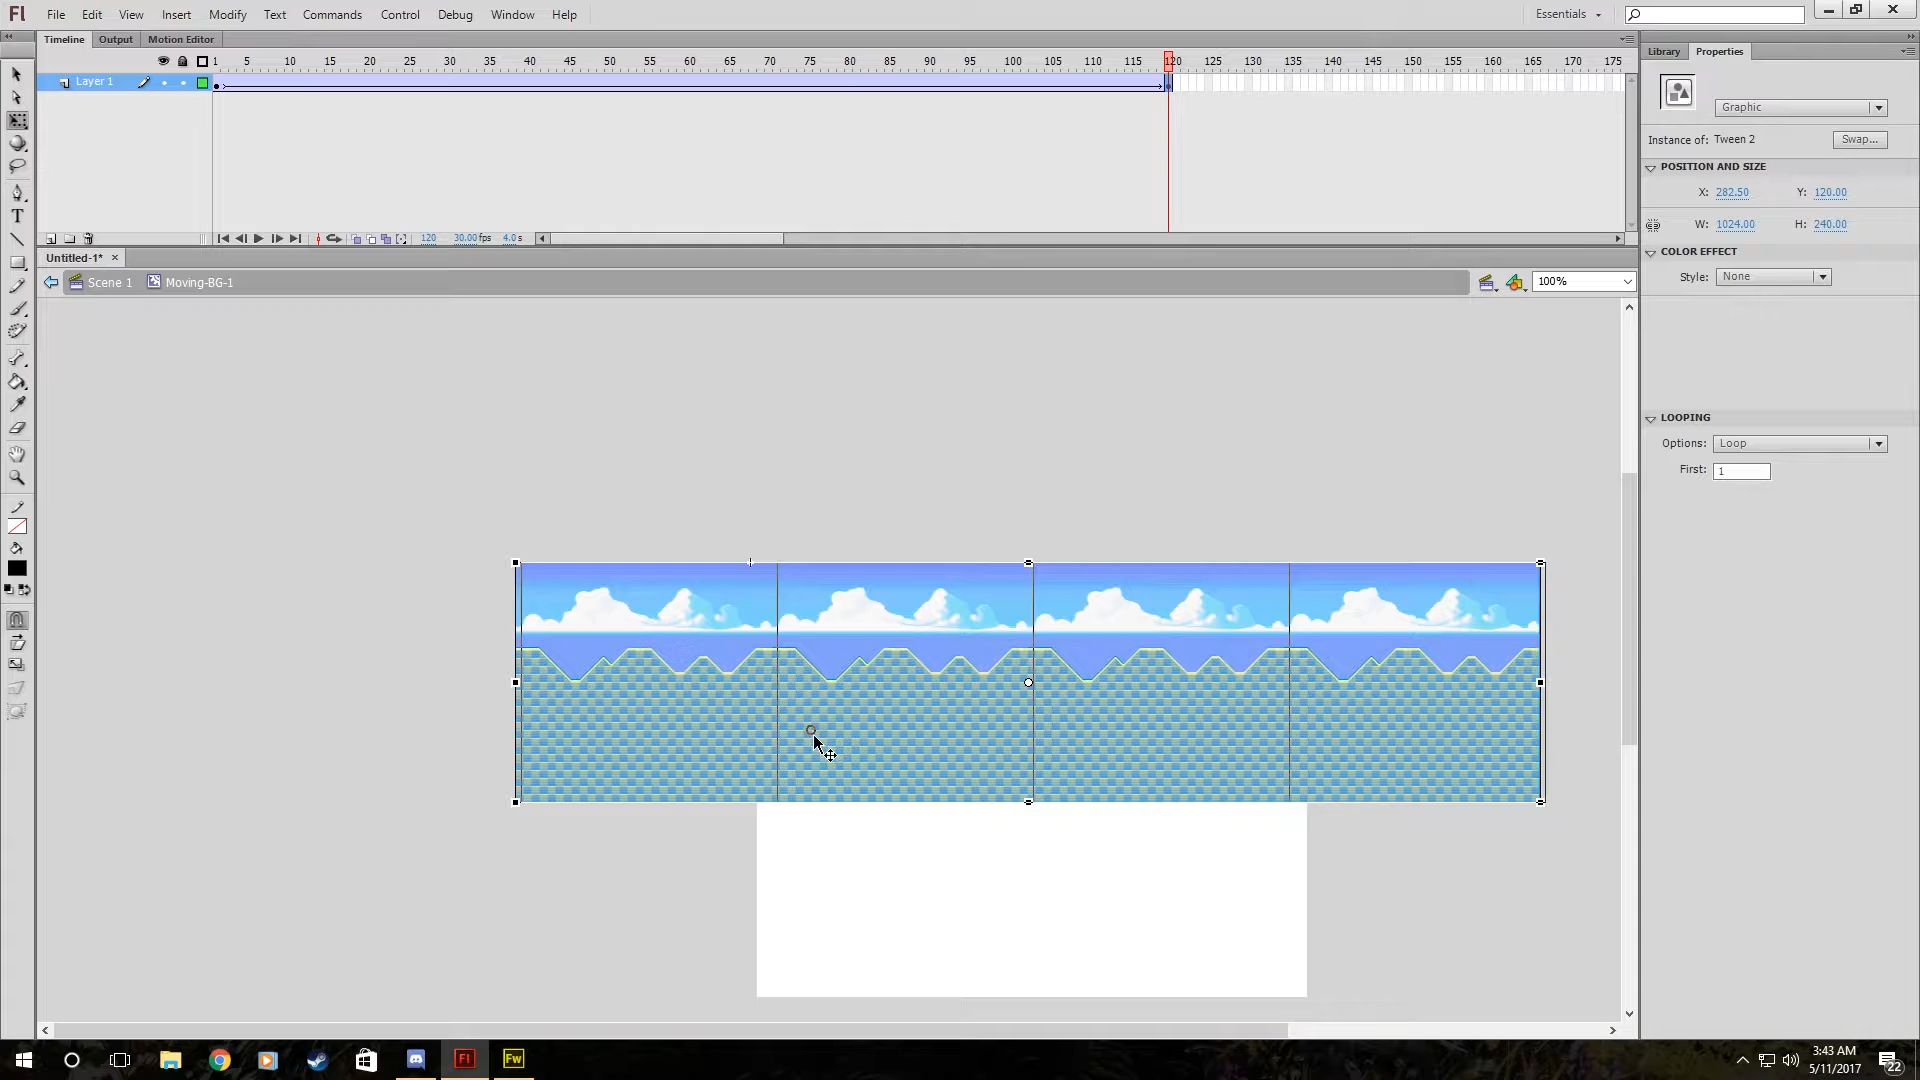 Fl File Edit View Insert Modify Text Commands Control Debug Window Help Essentials
Timeline Output Motion Editor
1 5 10 15 20 25 30 35 40 45 50 55 60 65 70 75 80 85 90 95 100 105 110 115 120 125 130 135 140 145 150 155 160 165 170 175
Layer 1
120 30.00 fps 4.0 s
Untitled-1*
Scene 1 Moving-BG-1 100%
Library Properties
Graphic
Instance of: Tween 2 Swap...
POSITION AND SIZE
X: 282.50 Y: 120.00
W: 1024.00 H: 240.00
COLOR EFFECT
Style: None
LOOPING
Options: Loop
First: 1
T
Fl Fw
3:43 AM
5/11/2017
22